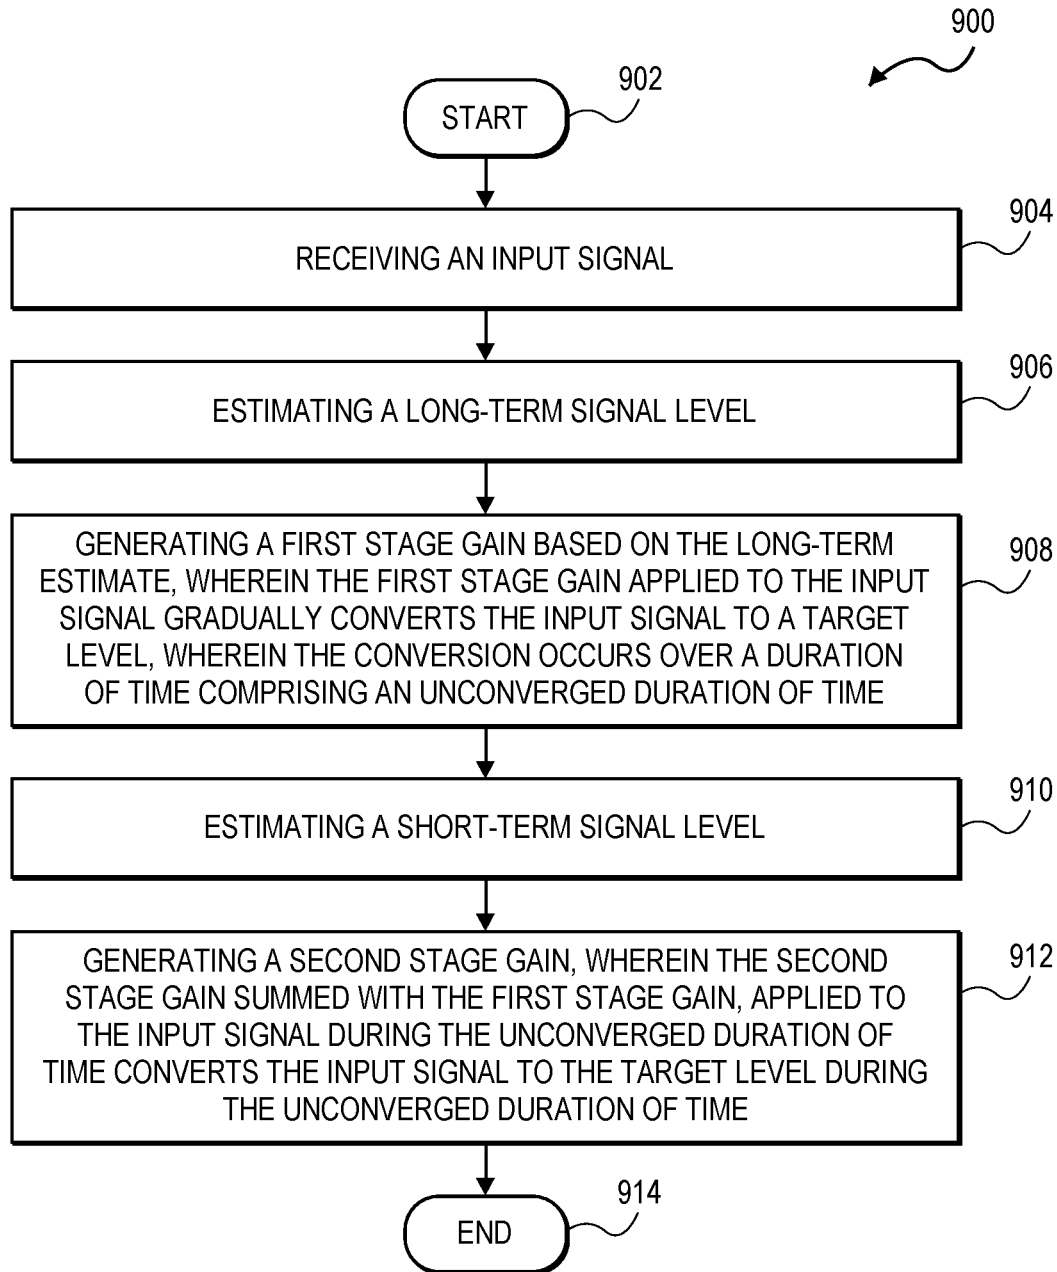 900
START
902
RECEIVING AN INPUT SIGNAL
904
ESTIMATING A LONG-TERM SIGNAL LEVEL
906
GENERATING A FIRST STAGE GAIN BASED ON THE LONG-TERM
ESTIMATE, WHEREIN THE FIRST STAGE GAIN APPLIED TO THE INPUT
SIGNAL GRADUALLY CONVERTS THE INPUT SIGNAL TO A TARGET
LEVEL, WHEREIN THE CONVERSION OCCURS OVER A DURATION
OF TIME COMPRISING AN UNCONVERGED DURATION OF TIME
908
ESTIMATING A SHORT-TERM SIGNAL LEVEL
910
GENERATING A SECOND STAGE GAIN, WHEREIN THE SECOND
STAGE GAIN SUMMED WITH THE FIRST STAGE GAIN, APPLIED TO
THE INPUT SIGNAL DURING THE UNCONVERGED DURATION OF
TIME CONVERTS THE INPUT SIGNAL TO THE TARGET LEVEL DURING
THE UNCONVERGED DURATION OF TIME
912
END
914